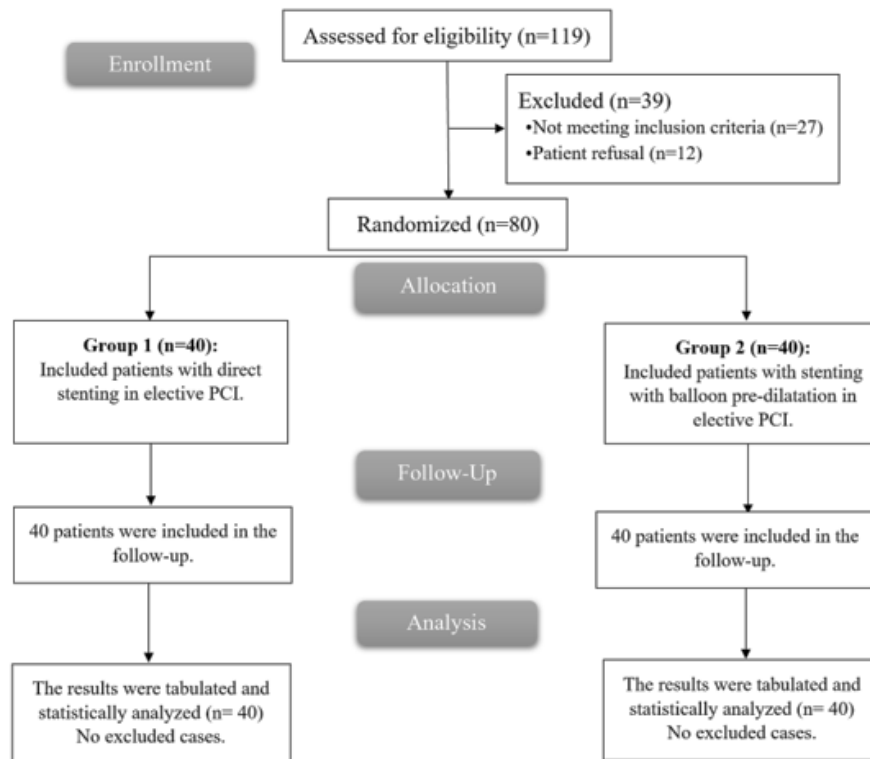 Assessed for eligibility (n=119)
Enrollment
Excluded (n=39)
•Not meeting inclusion criteria (n=27)
•Patient refusal (n=12)
Randomized (n=80)
Allocation
Group 1 (n=40):
Included patients with direct
stenting in elective PCI.
Group 2 (n=40):
Included patients with stenting
with balloon pre-dilatation in
elective PCI.
Follow-Up
40 patients were included in the
follow-up.
40 patients were included in the
follow-up.
Analysis
The results were tabulated and
statistically analyzed (n= 40)
No excluded cases.
The results were tabulated and
statistically analyzed (n= 40)
No excluded cases.